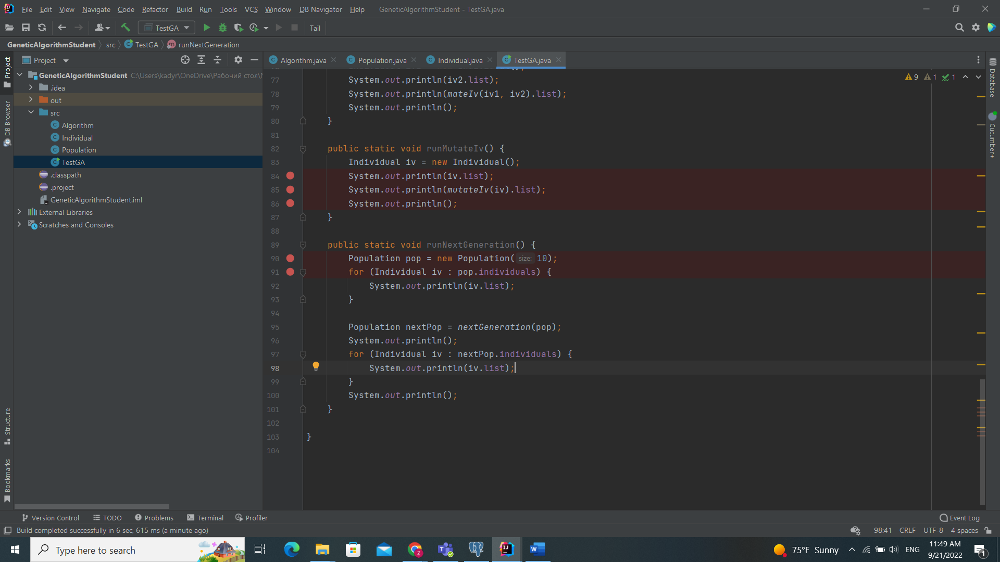 File Edit View Navigate Code Refactor Build Run Tools VCS Window DB Navigator Help GeneticAlgorithmStudent - TestGA.java
TestGA Tail
GeneticAlgorithmStudent src TestGA runNextGeneration
Project
Algorithm.java Population.java Individual.java TestGA.java
GeneticAlgorithmStudent C:\Users\kadyr\OneDrive\Рабочий стол\
.idea
out
src
Algorithm
Individual
Population
TestGA
.classpath
.project
GeneticAlgorithmStudent.iml
External Libraries
Scratches and Consoles
Project
DB Browser
Structure
Bookmarks
9 1 1
77 System.out.println(iv2.list);
78 System.out.println(mateIv(iv1, iv2).list);
79 System.out.println();
80 }
81
82 public static void runMutateIv() {
83 Individual iv = new Individual();
84 System.out.println(iv.list);
85 System.out.println(mutateIv(iv).list);
86 System.out.println();
87 }
88
89 public static void runNextGeneration() {
90 Population pop = new Population( size: 10);
91 for (Individual iv : pop.individuals) {
92 System.out.println(iv.list);
93 }
94
95 Population nextPop = nextGeneration(pop);
96 System.out.println();
97 for (Individual iv : nextPop.individuals) {
98 System.out.println(iv.list);
99 }
100 System.out.println();
101 }
102
103 }
104
Database
Cucumber+
Version Control TODO Problems Terminal Profiler Event Log
Build completed successfully in 6 sec, 615 ms (a minute ago) 98:41 CRLF UTF-8 4 spaces
Type here to search 75°F Sunny ENG 11:49 AM
9/21/2022 1